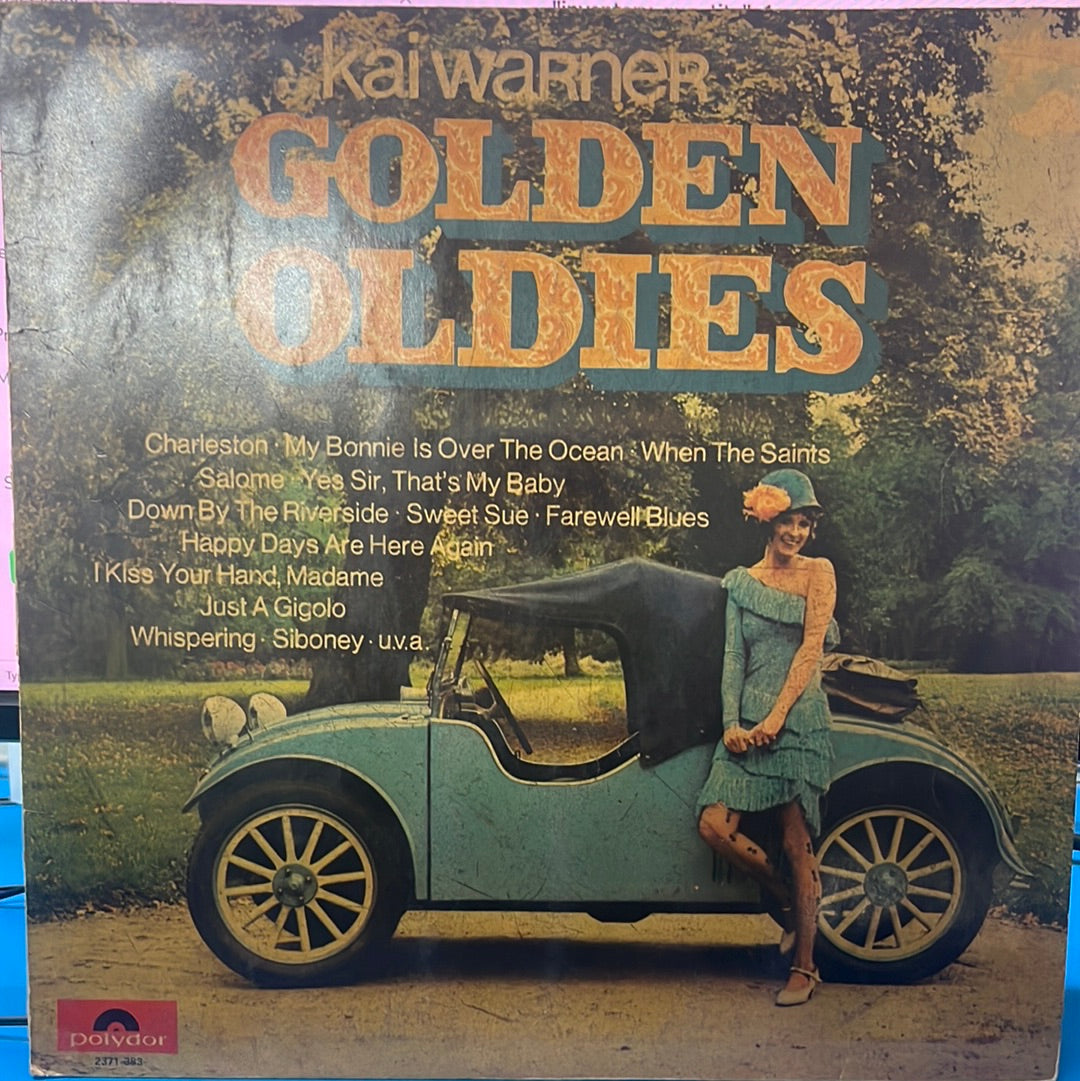 kai warner
GOLDEN
OLDIES
Charleston · My Bonnie Is Over The Ocean · When The Saints
Salome · Yes Sir, That's My Baby
Down By The Riverside · Sweet Sue · Farewell Blues
Happy Days Are Here Again
I Kiss Your Hand, Madame
Just A Gigolo
Whispering · Siboney · u.v.a.
polydor
2371 383